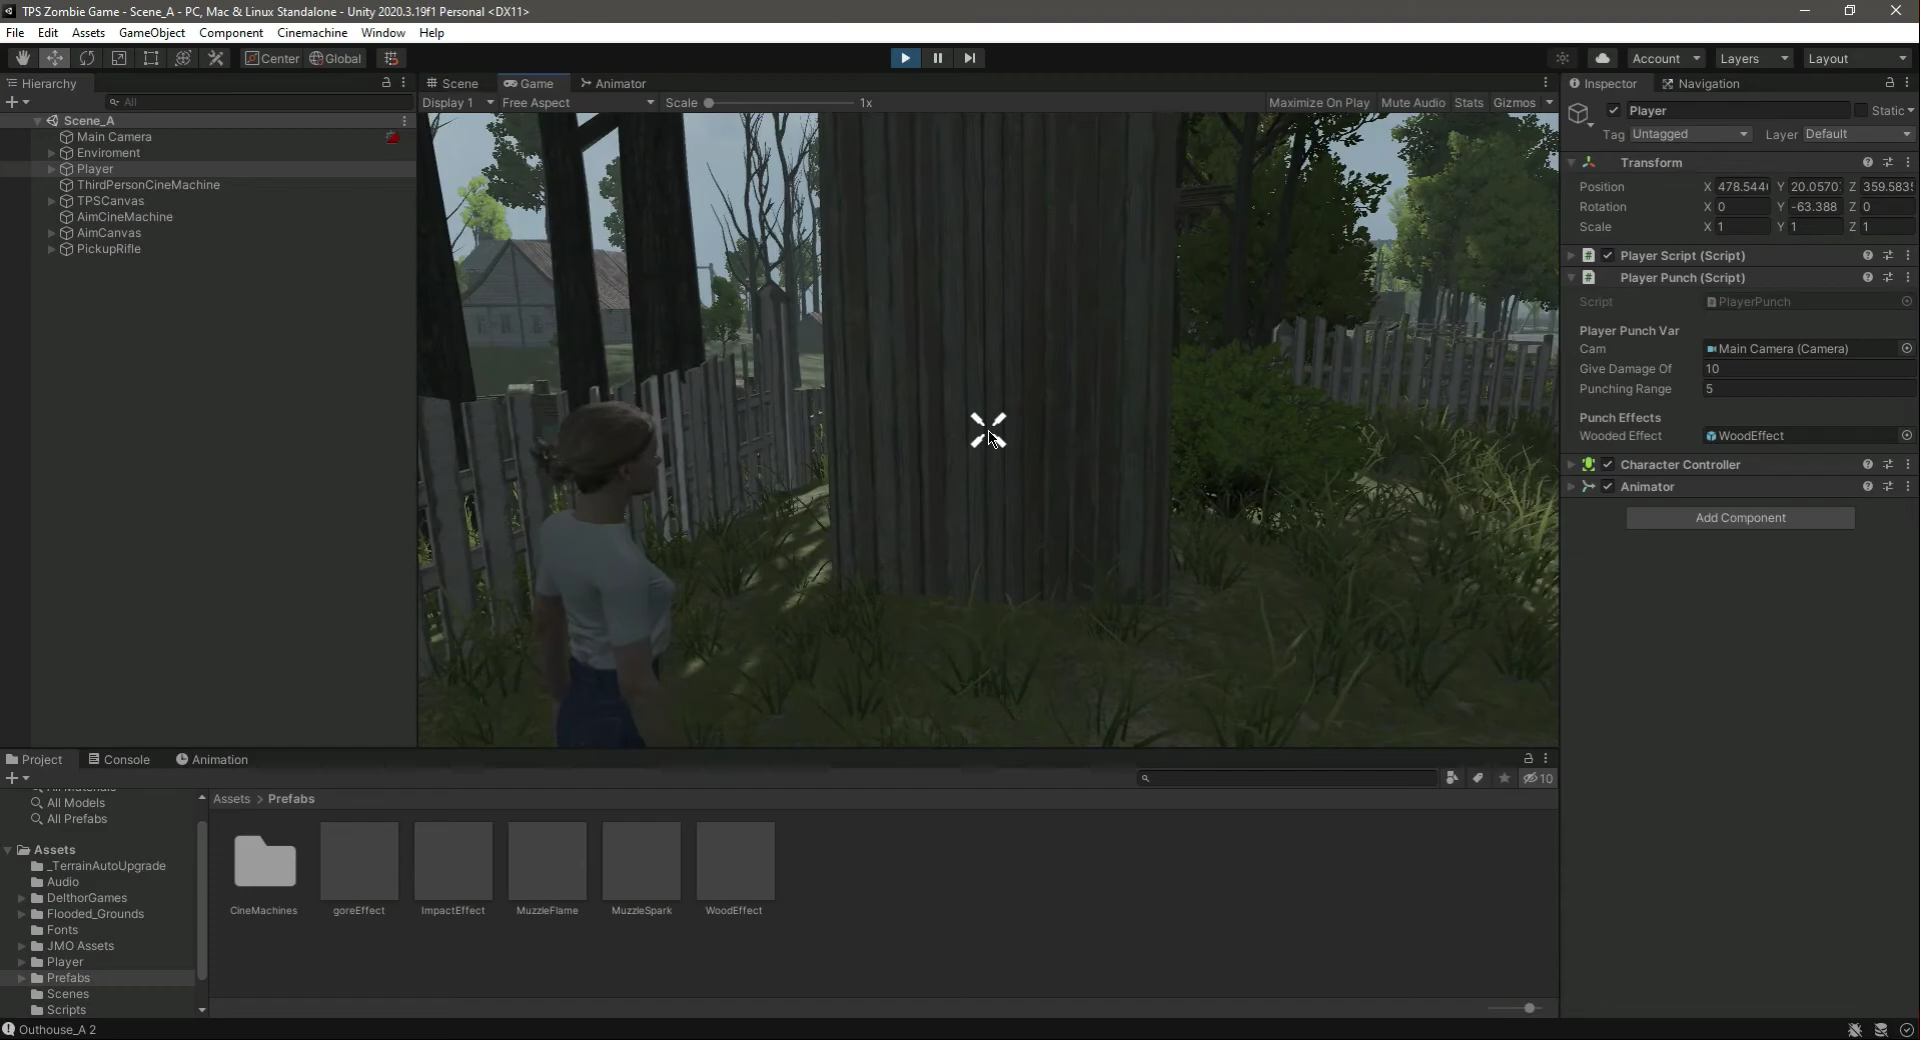 TPS Zombie Game - Scene_A - PC, Mac & Linux Standalone - Unity 2020.3.19f1 Personal <DX11>
File Edit Assets GameObject Component Cinemachine Window Help
Center Global Account Layers Layout
Hierarchy
All
Scene_A
Main Camera
Enviroment
Player
ThirdPersonCineMachine
TPSCanvas
AimCineMachine
AimCanvas
PickupRifle
Scene Game Animator
Display 1 Free Aspect Scale 1x Maximize On Play Mute Audio Stats Gizmos
Inspector Navigation
Player Static
Tag Untagged Layer Default
Transform
Position X 478.544 Y 20.0570 Z 359.583
Rotation X 0 Y -63.388 Z 0
Scale X 1 Y 1 Z 1
Player Script (Script)
Player Punch (Script)
Script PlayerPunch
Player Punch Var
Cam Main Camera (Camera)
Give Damage Of 10
Punching Range 5
Punch Effects
Wooded Effect WoodEffect
Character Controller
Animator
Add Component
Project Console Animation
10
All Models
All Prefabs
Assets
_TerrainAutoUpgrade
Audio
DelthorGames
Flooded_Grounds
Fonts
JMO Assets
Player
Prefabs
Scenes
Scripts
Assets > Prefabs
CineMachines goreEffect ImpactEffect MuzzleFlame MuzzleSpark WoodEffect
Outhouse_A 2